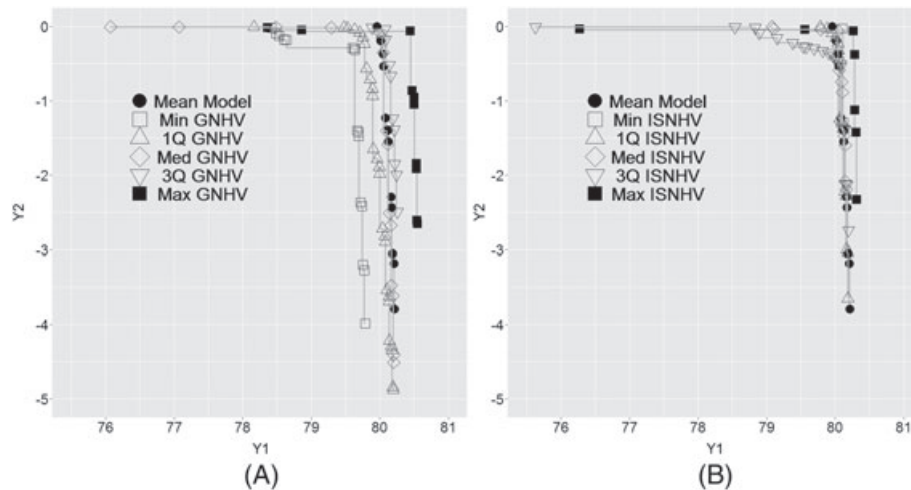 0
-1
-2
-3
-4
-5
Y2
Mean Model
Min GNHV
1Q GNHV
Med GNHV
3Q GNHV
Max GNHV
76 77 78 79 80 81
Y1
(A)
0
-1
-2
-3
-4
-5
Y2
Mean Model
Min ISNHV
1Q ISNHV
Med ISNHV
3Q ISNHV
Max ISNHV
76 77 78 79 80 81
Y1
(B)